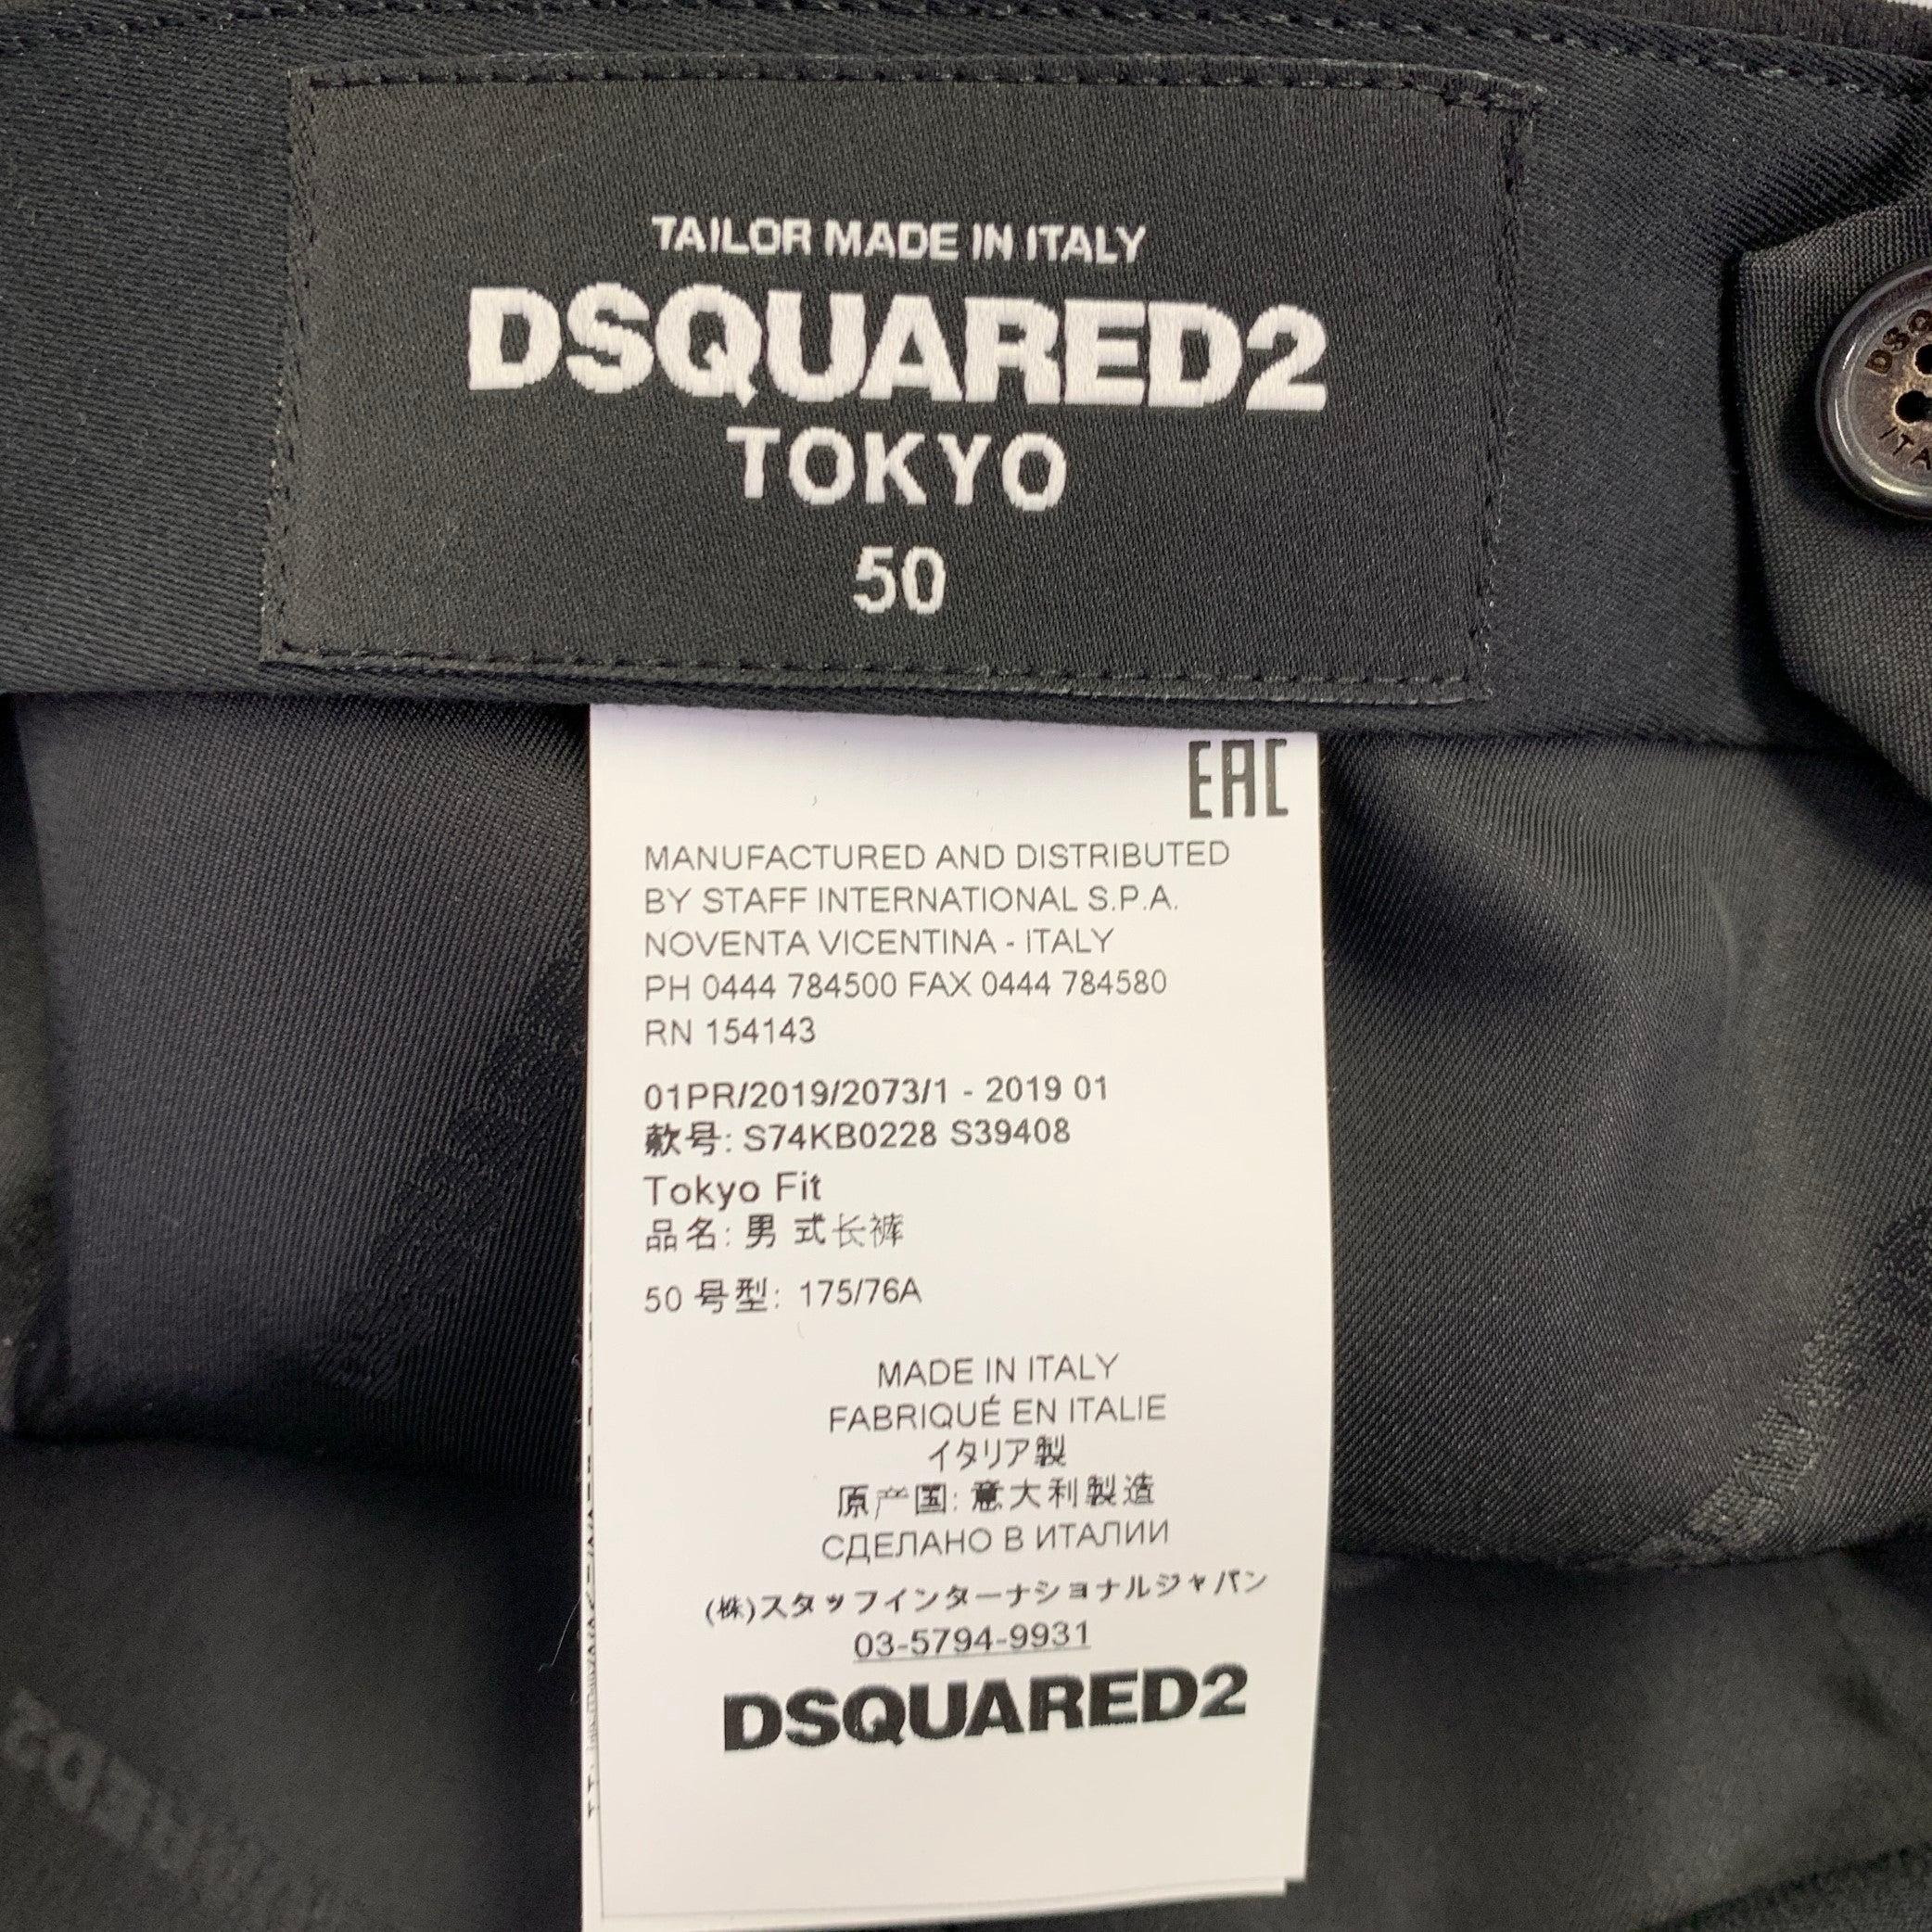 TAILOR MADE IN ITALY
DSQUARED2
TOKYO
50
DSQ
ITA
EAC
MANUFACTURED AND DISTRIBUTED
BY STAFF INTERNATIONAL S.P.A.
NOVENTA VICENTINA - ITALY
PH 0444 784500 FAX 0444 784580
RN 154143
01PR/2019/2073/1 - 2019 01
款号: S74KB0228 S39408
Tokyo Fit
品名: 男 式长裤
50 号型: 175/76A
MADE IN ITALY
FABRIQUÉ EN ITALIE
イタリア製
原产国: 意大利製造
СДЕЛАНО В ИТАЛИИ
(株)スタッフインターナショナルジャパン
03-5794-9931
DSQUARED2